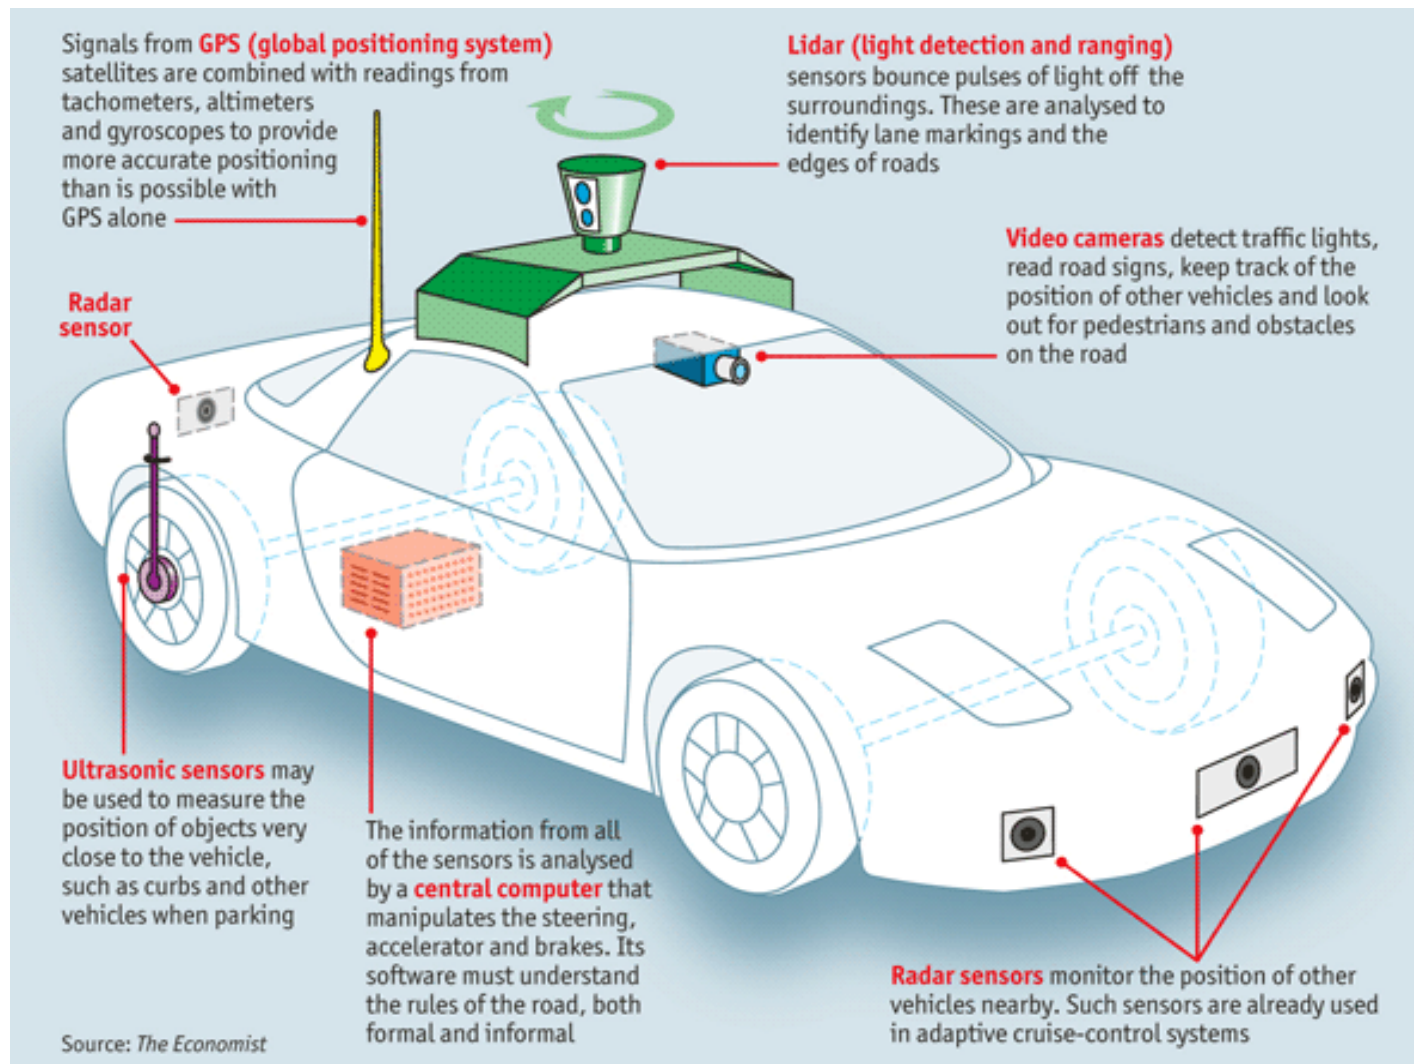 Signals from GPS (global positioning system)
satellites are combined with readings from
tachometers, altimeters
and gyroscopes to provide
more accurate positioning
than is possible with
GPS alone
Lidar (light detection and ranging)
sensors bounce pulses of light off the
surroundings. These are analysed to
identify lane markings and the
edges of roads
Video cameras detect traffic lights,
read road signs, keep track of the
position of other vehicles and look
out for pedestrians and obstacles
on the road
Radar
sensor
Ultrasonic sensors may
be used to measure the
position of objects very
close to the vehicle,
such as curbs and other
vehicles when parking
The information from all
of the sensors is analysed
by a central computer that
manipulates the steering,
accelerator and brakes. Its
software must understand
the rules of the road, both
formal and informal
Radar sensors monitor the position of other
vehicles nearby. Such sensors are already used
in adaptive cruise-control systems
Source: The Economist